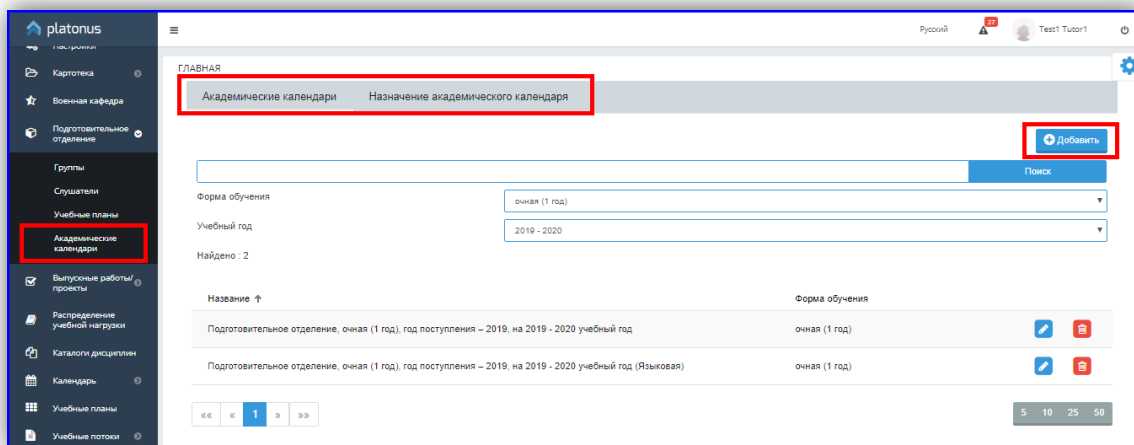 platonus
Русский
27
Test1 Tutor1
Настройки
Картотека
Военная кафедра
Подготовительное
отделение
Группы
Слушатели
Учебные планы
Академические
календари
Выпускные работы/
проекты
Распределение
учебной нагрузки
Каталоги дисциплин
Календарь
Учебные планы
Учебные потоки
ГЛАВНАЯ
Академические календари Назначение академического календаря
Добавить
Поиск
Форма обучения очная (1 год)
Учебный год 2019 - 2020
Найдено : 2
Название ↑ Форма обучения
Подготовительное отделение, очная (1 год), год поступления – 2019, на 2019 - 2020 учебный год очная (1 год)
Подготовительное отделение, очная (1 год), год поступления – 2019, на 2019 - 2020 учебный год (Языковая) очная (1 год)
«« « 1 » »» 5 10 25 50